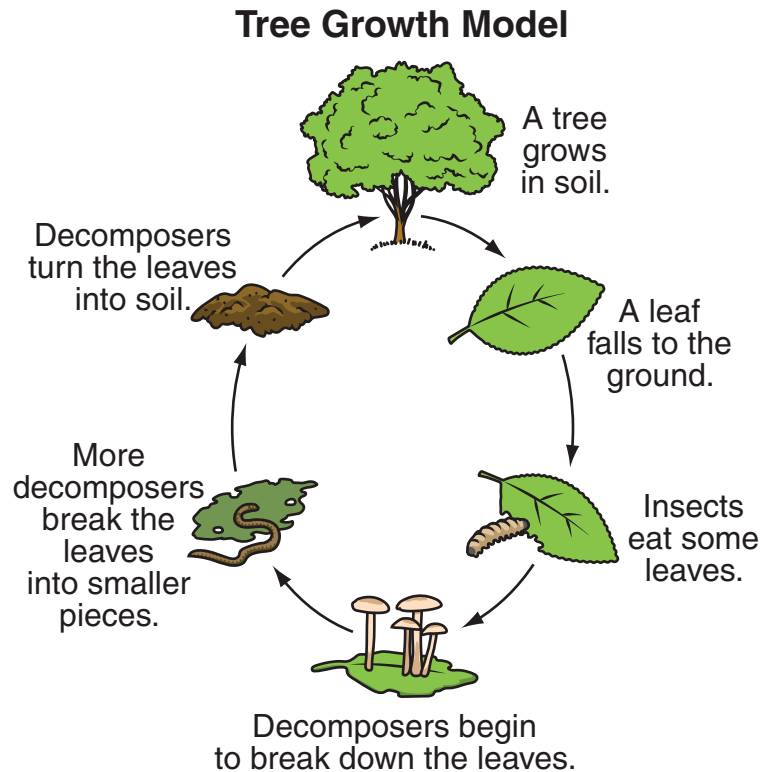 Tree Growth Model
A tree
grows
in soil.
A leaf
falls to the
ground.
Insects
eat some
leaves.
Decomposers begin
to break down the leaves.
More
decomposers
break the
leaves
into smaller
pieces.
Decomposers
turn the leaves
into soil.